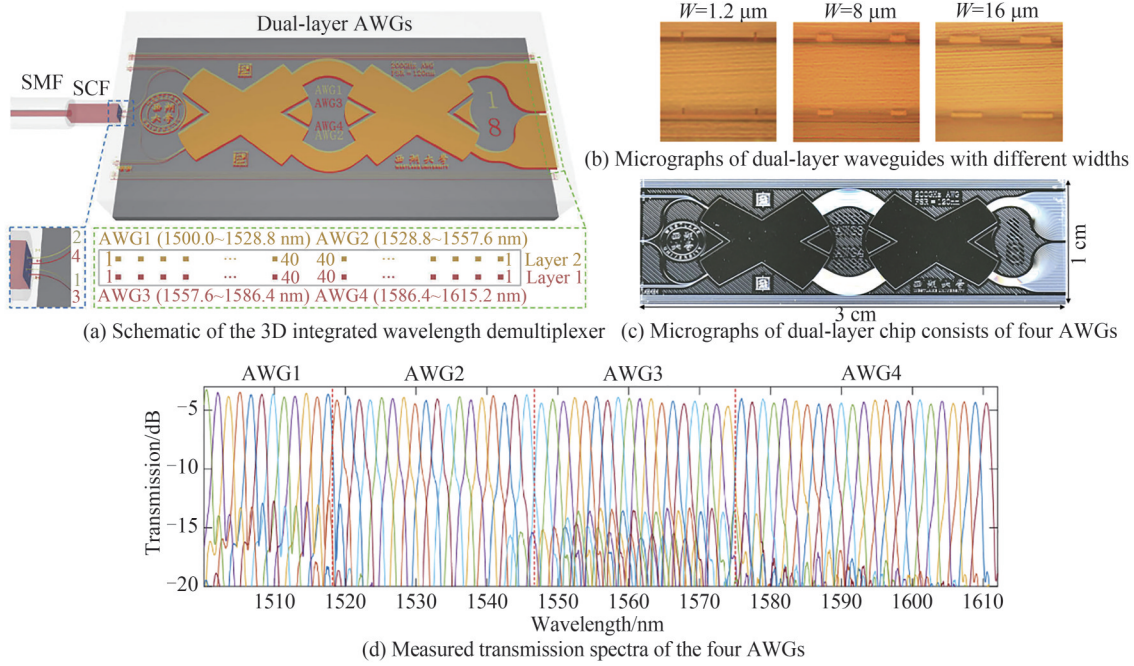 Dual-layer AWGs
SMF
SCF
200GHz AWG
FSR=120nm
AWG1
AWG3
AWG4
AWG2
1
8
2
4
1
3
AWG1 (1500.0~1528.8 nm) AWG2 (1528.8~1557.6 nm)
1 ... 40 40 ... 1 Layer 2
1 ... 40 40 ... 1 Layer 1
AWG3 (1557.6~1586.4 nm) AWG4 (1586.4~1615.2 nm)
(a) Schematic of the 3D integrated wavelength demultiplexer
W=1.2 μm W=8 μm W=16 μm
(b) Micrographs of dual-layer waveguides with different widths
1 cm
3 cm
(c) Micrographs of dual-layer chip consists of four AWGs
AWG1 AWG2 AWG3 AWG4
Transmission/dB
−5
−10
−15
−20
1510 1520 1530 1540 1550 1560 1570 1580 1590 1600 1610
Wavelength/nm
(d) Measured transmission spectra of the four AWGs